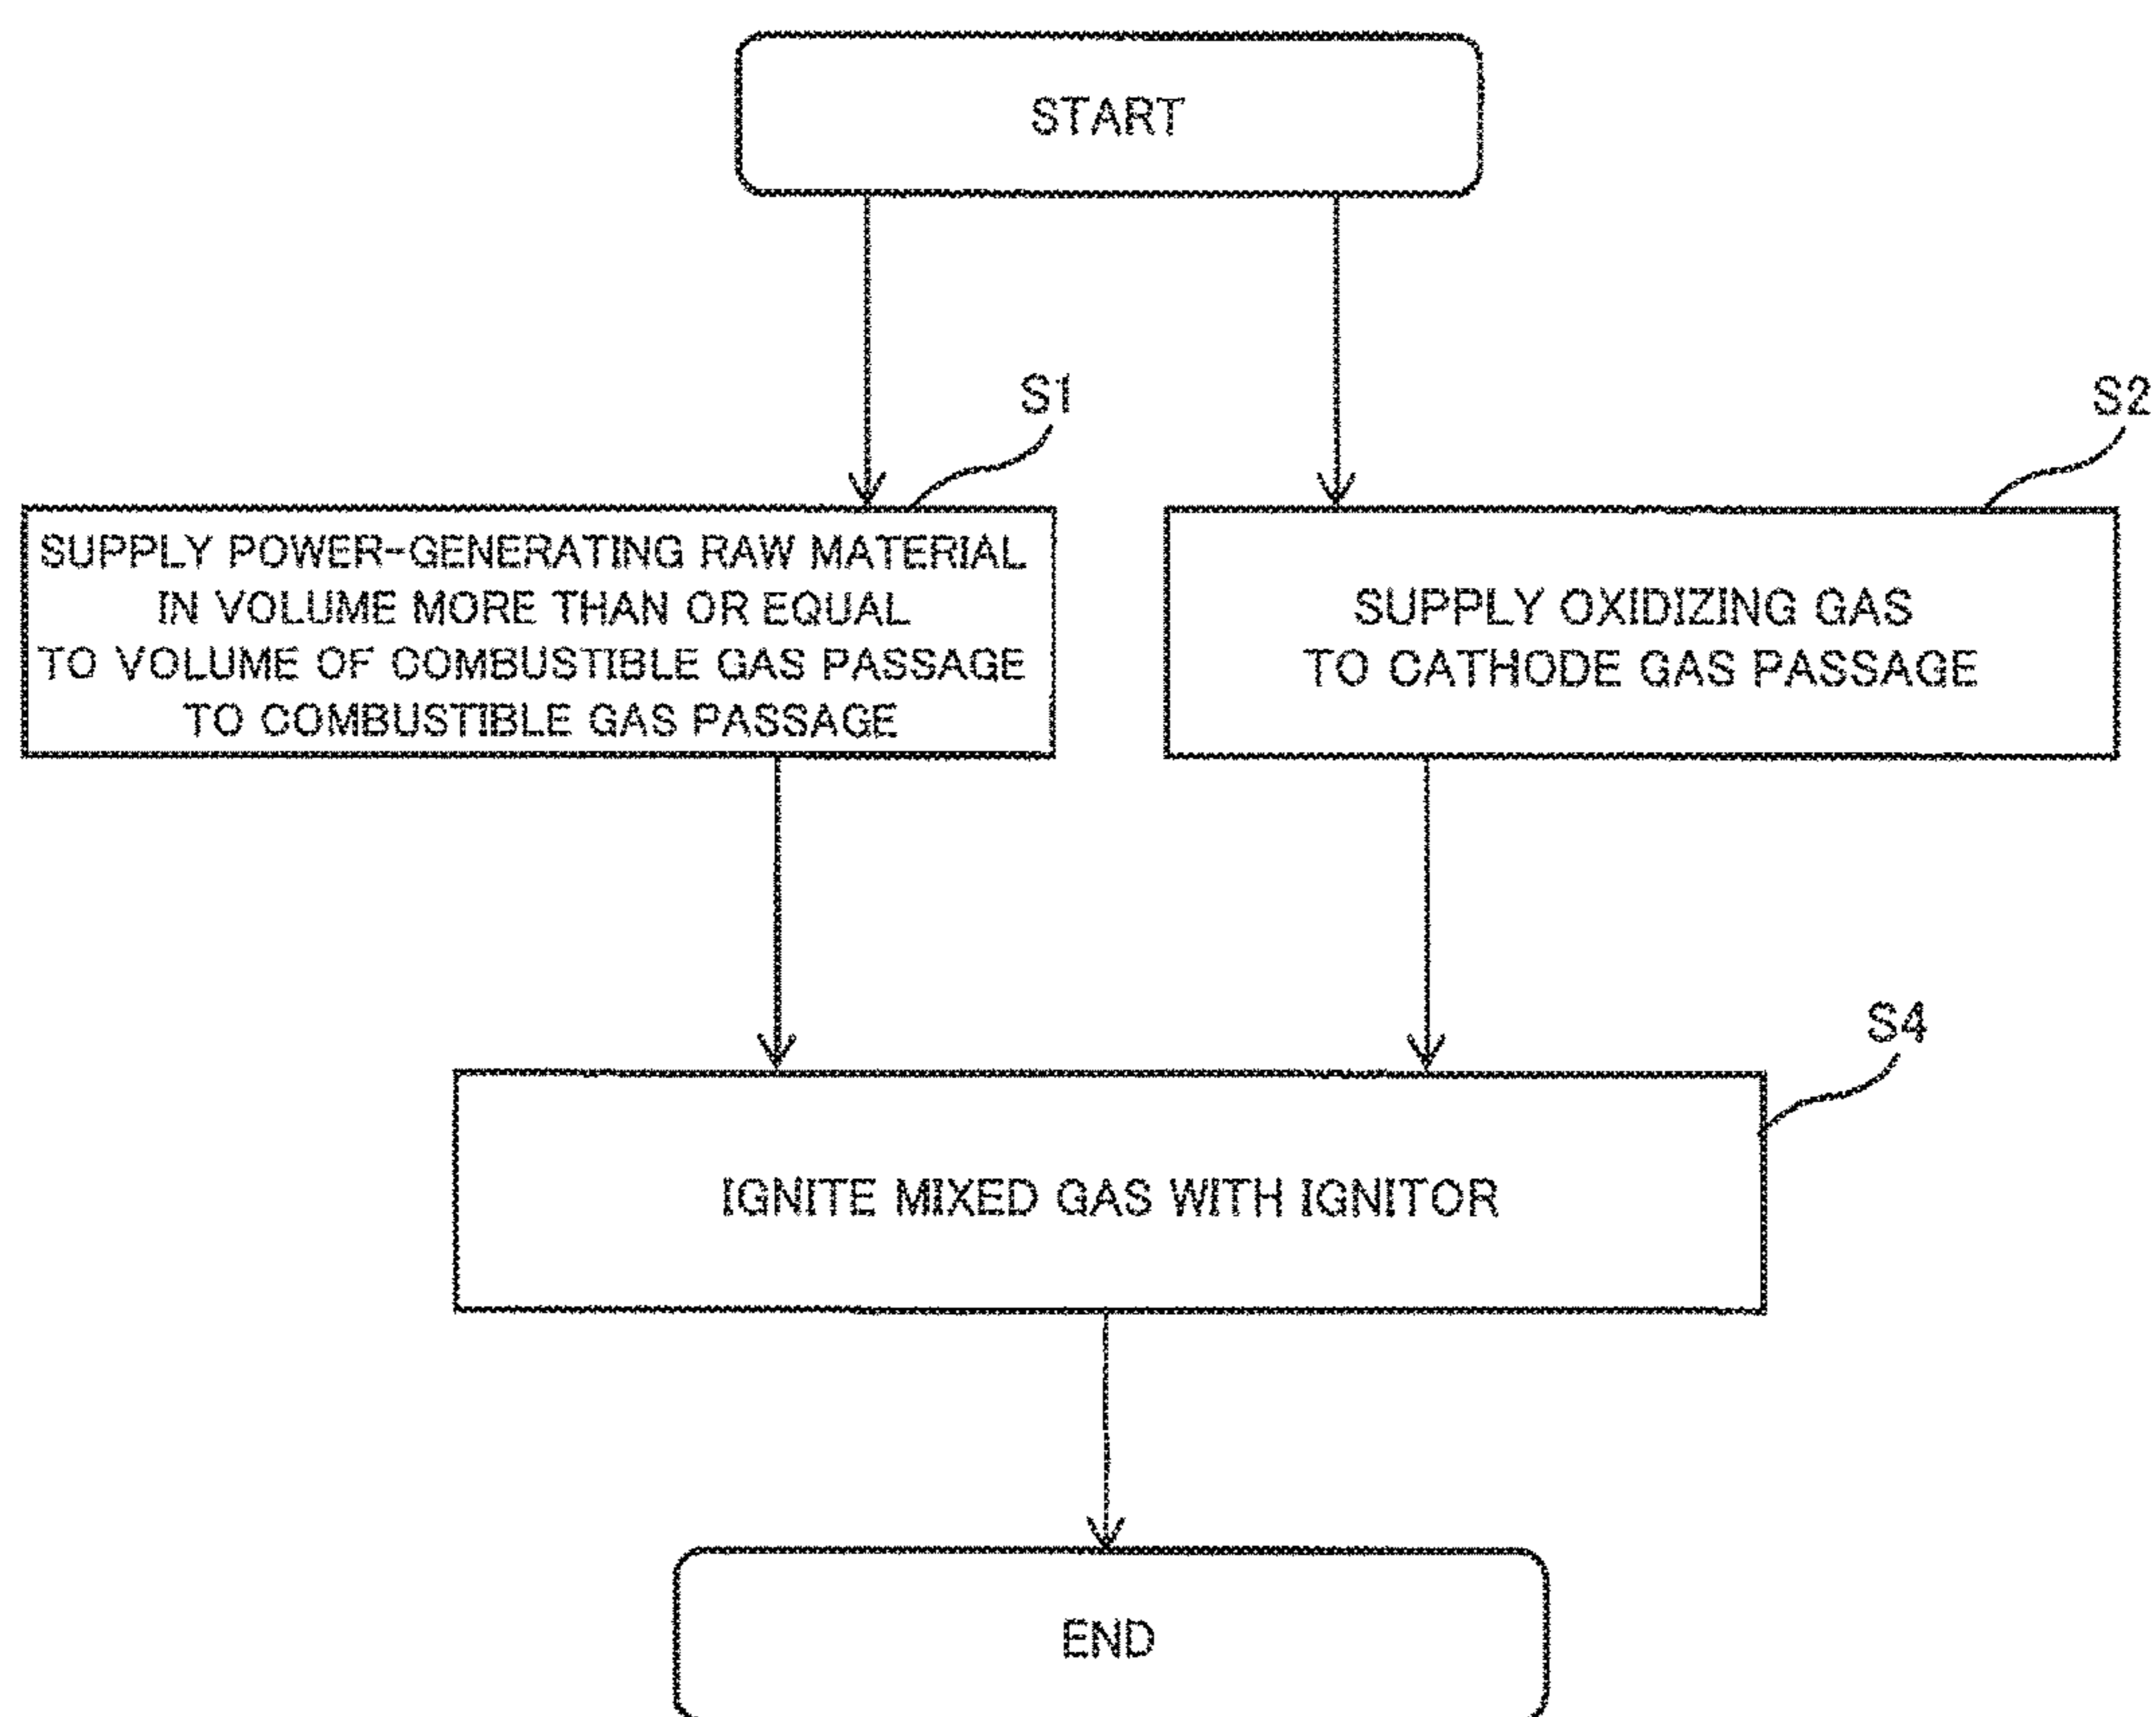 START
S1
S2
SUPPLY POWER-GENERATING RAW MATERIAL
IN VOLUME MORE THAN OR EQUAL
TO VOLUME OF COMBUSTIBLE GAS PASSAGE
TO COMBUSTIBLE GAS PASSAGE
SUPPLY OXIDIZING GAS
TO CATHODE GAS PASSAGE
S4
IGNITE MIXED GAS WITH IGNITOR
END